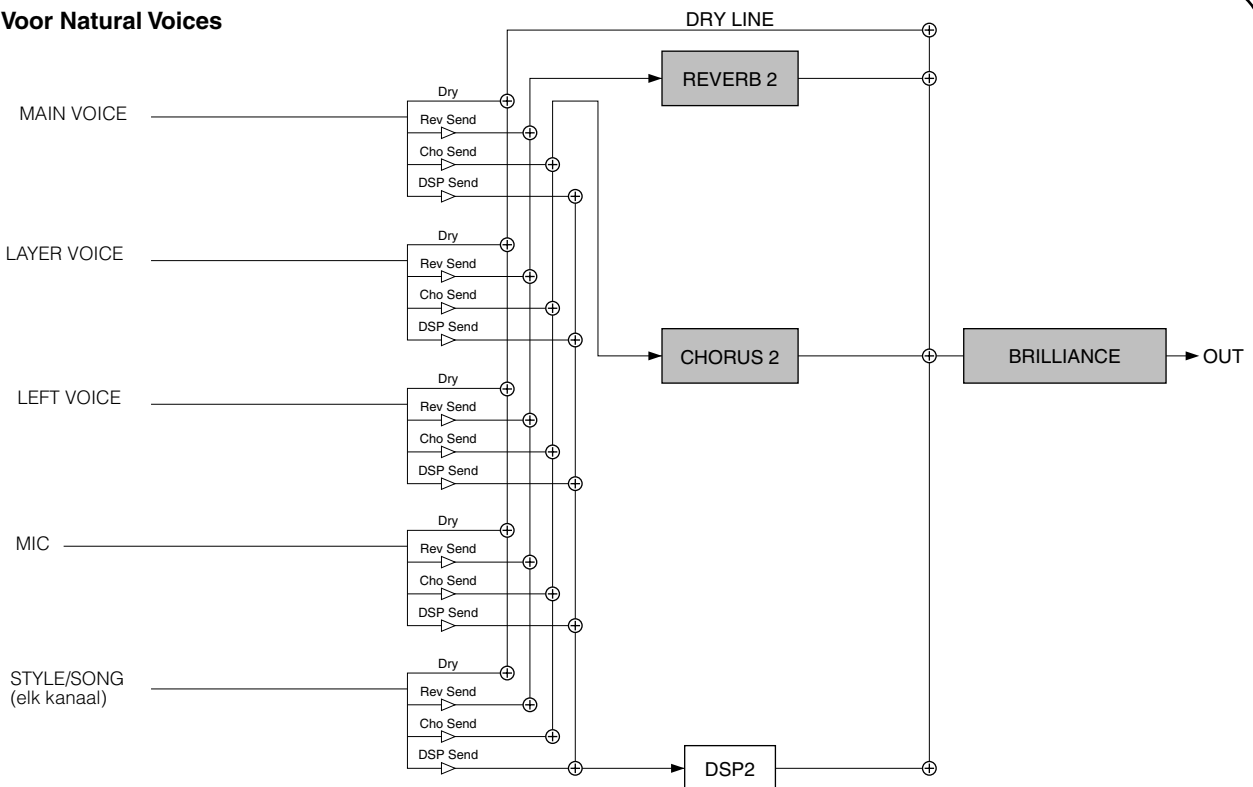 Voor Natural Voices
DRY LINE
REVERB 2
MAIN VOICE
Dry
Rev Send
Cho Send
DSP Send
LAYER VOICE
Dry
Rev Send
Cho Send
DSP Send
CHORUS 2
BRILLIANCE
OUT
LEFT VOICE
Dry
Rev Send
Cho Send
DSP Send
MIC
Dry
Rev Send
Cho Send
DSP Send
STYLE/SONG
(elk kanaal)
Dry
Rev Send
Cho Send
DSP Send
DSP2